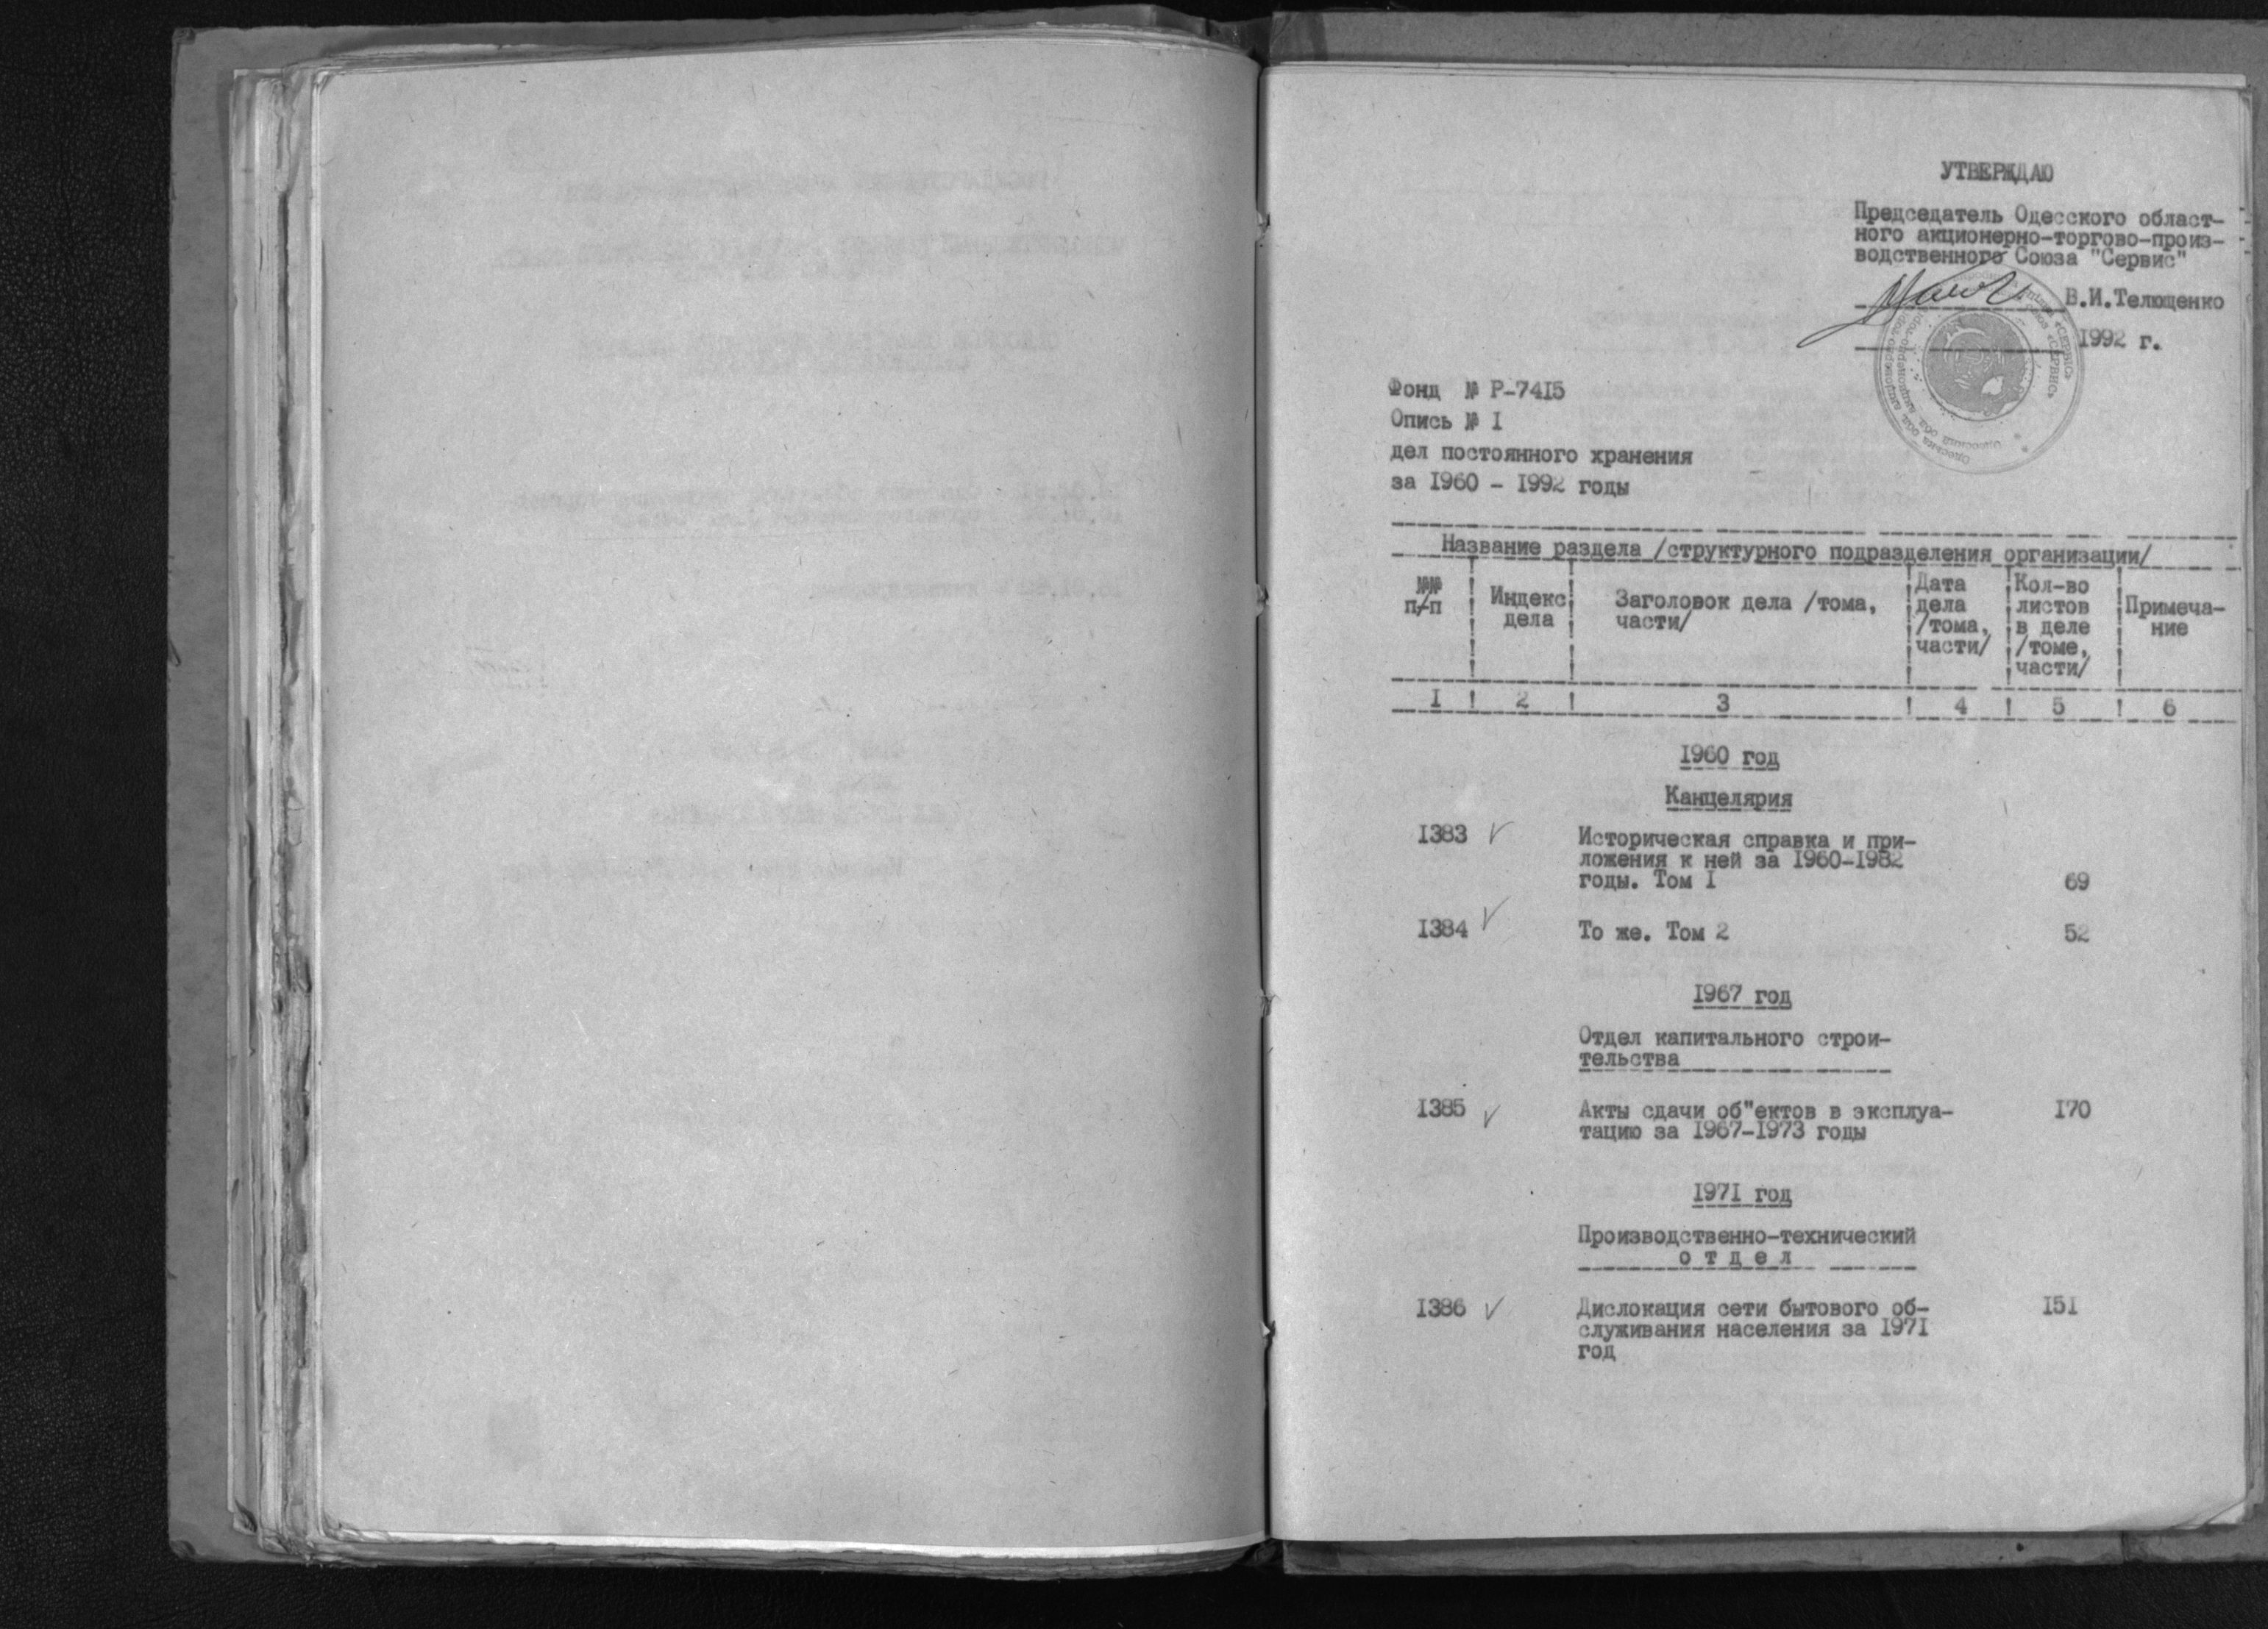 УТВЕРЖДАЮ
Председатель Одесского област-
ного акционерно-торгово-произ-
водственного Союза "Сервис"
В.И.Телющенко
1992 г.
Фонд № Р-7415
Опись № I
дел постоянного хранения
за 1960 - 1992 годы
Название раздела /структурного подразделения организации/
№№ п/п ! Индекс дела ! Заголовок дела /тома, части/ ! Дата дела /тома, части/ ! Кол-во листов в деле /томе, части/ ! Примеча-ние
I ! 2 ! 3 ! 4 ! 5 ! 6
1960 год
Канцелярия
1383 ✓ Историческая справка и при-
ложения к ней за 1960-1982
годы. Том I 69
1384 ✓ То же. Том 2 52
1967 год
Отдел капитального строи-
тельства
1385 ✓ Акты сдачи об"ектов в эксплуа- 170
тацию за 1967-1973 годы
1971 год
Производственно-технический
о т д е л
1386 ✓ Дислокация сети бытового об- 151
служивания населения за 1971
год